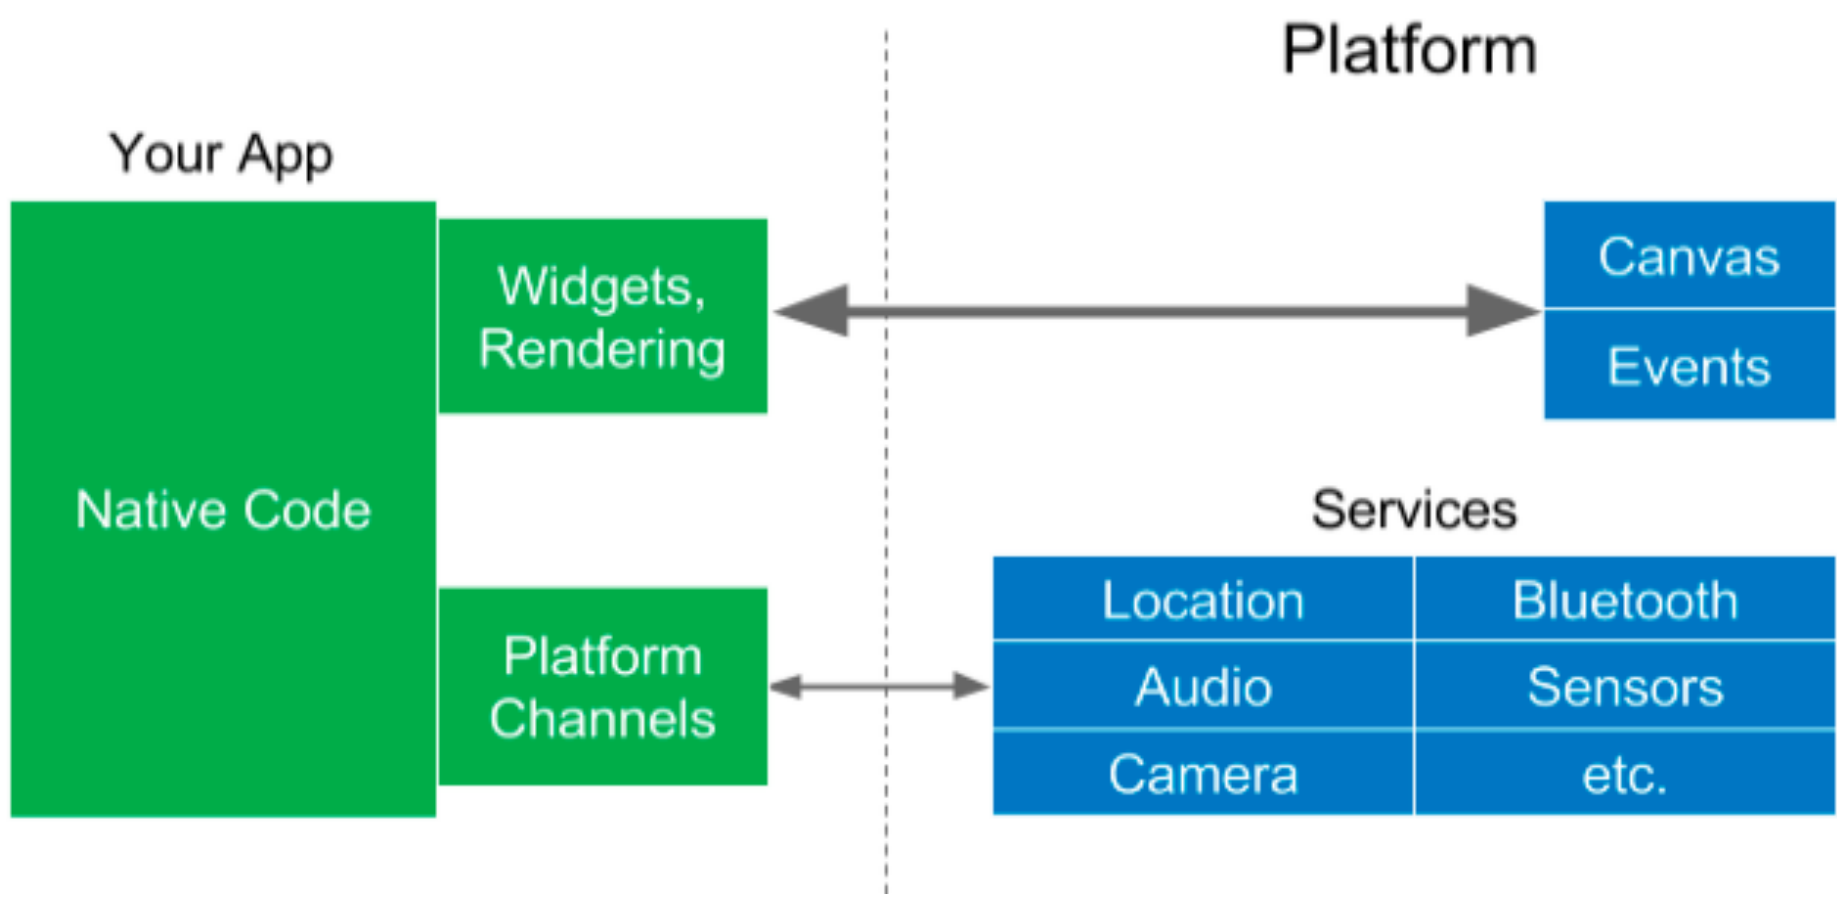 Platform
Your App
Native Code
Widgets,
Rendering
Canvas
Events
Platform
Channels
Services
Location
Bluetooth
Audio
Sensors
Camera
etc.